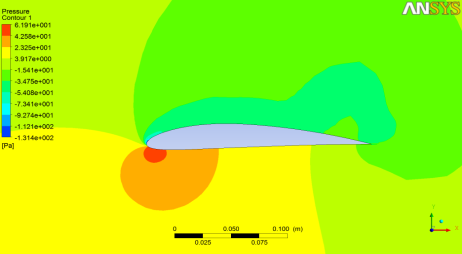 Pressure
Contour 1
ANSYS
6.191e+001
4.258e+001
2.325e+001
3.917e+000
-1.541e+001
-3.475e+001
-5.408e+001
-7.341e+001
-9.274e+001
-1.121e+002
-1.314e+002
[Pa]
0 0.050 0.100 (m)
0.025 0.075
Y
X